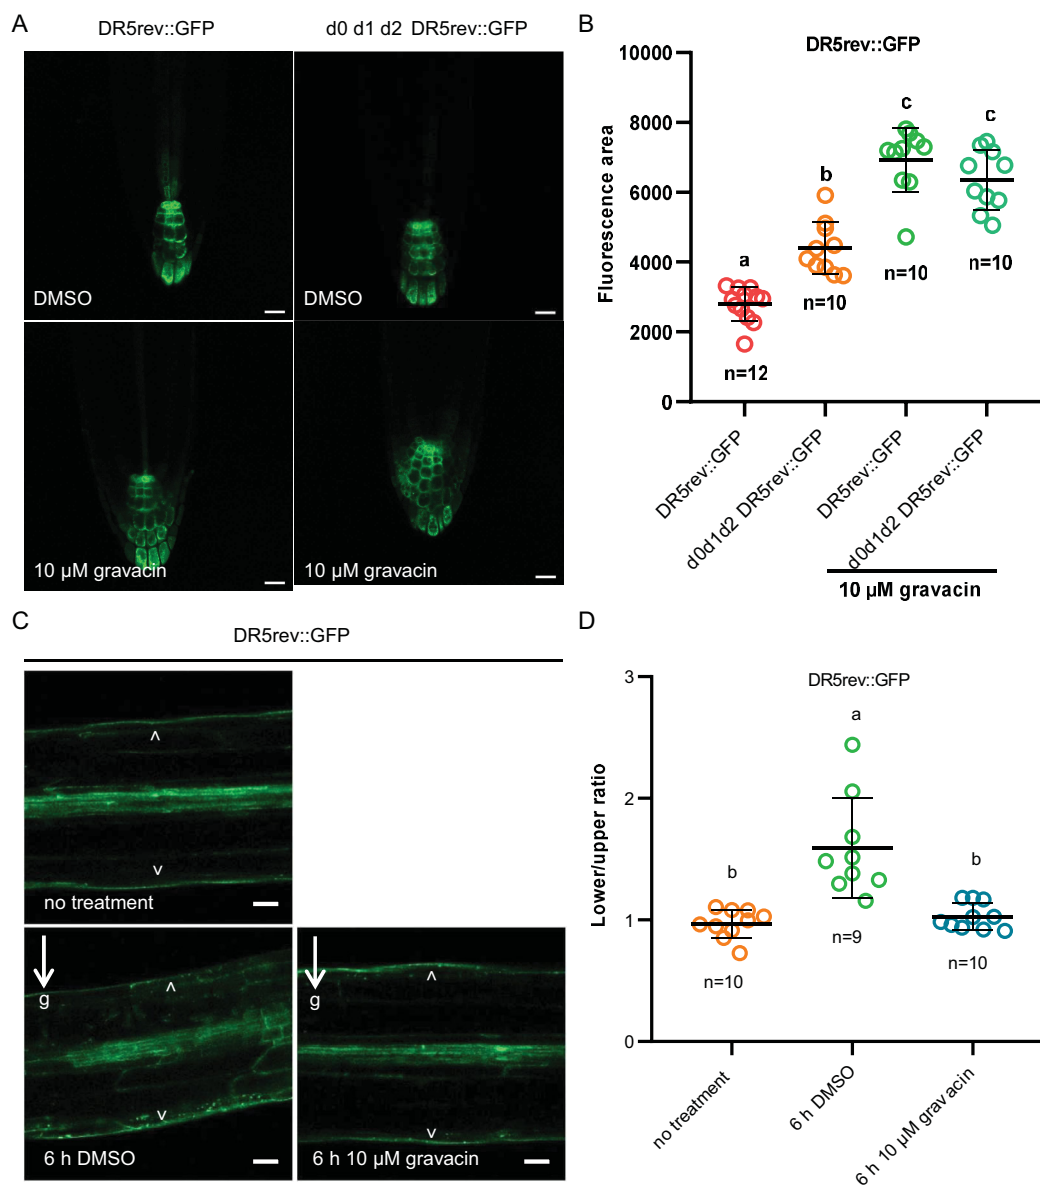 A
DR5rev::GFP
d0 d1 d2 DR5rev::GFP
DMSO
DMSO
10 µM gravacin
10 µM gravacin
B
DR5rev::GFP
Fluorescence area
10000
8000
6000
4000
2000
0
a
b
c
c
n=12
n=10
n=10
n=10
DR5rev::GFP
d0d1d2 DR5rev::GFP
DR5rev::GFP
d0d1d2 DR5rev::GFP
10 µM gravacin
C
DR5rev::GFP
^
v
no treatment
g
^
v
6 h DMSO
g
^
v
6 h 10 µM gravacin
D
DR5rev::GFP
Lower/upper ratio
3
2
1
0
b
a
b
n=10
n=9
n=10
no treatment
6 h DMSO
6 h 10 µM gravacin